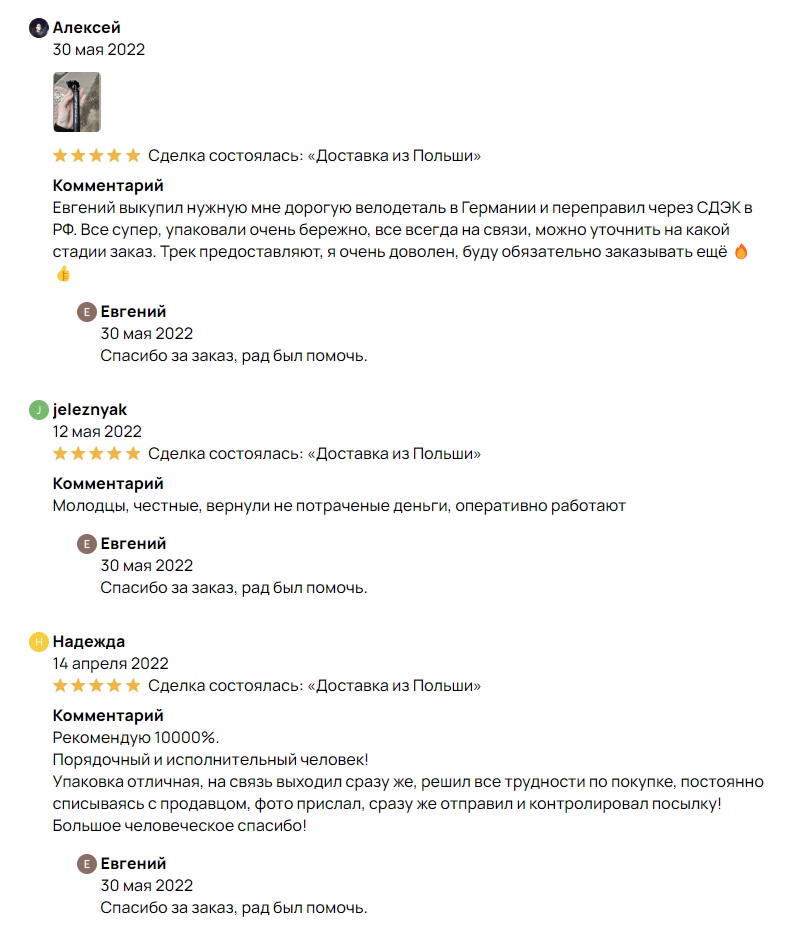 Алексей
30 мая 2022
Сделка состоялась: «Доставка из Польши»
Комментарий
Евгений выкупил нужную мне дорогую велодеталь в Германии и переправил через СДЭК в
РФ. Все супер, упаковали очень бережно, все всегда на связи, можно уточнить на какой
стадии заказ. Трек предоставляют, я очень доволен, буду обязательно заказывать ещё 🔥
👍
Е Евгений
30 мая 2022
Спасибо за заказ, рад был помочь.
J jeleznyak
12 мая 2022
Сделка состоялась: «Доставка из Польши»
Комментарий
Молодцы, честные, вернули не потраченые деньги, оперативно работают
Е Евгений
30 мая 2022
Спасибо за заказ, рад был помочь.
Н Надежда
14 апреля 2022
Сделка состоялась: «Доставка из Польши»
Комментарий
Рекомендую 10000%.
Порядочный и исполнительный человек!
Упаковка отличная, на связь выходил сразу же, решил все трудности по покупке, постоянно
списываясь с продавцом, фото прислал, сразу же отправил и контролировал посылку!
Большое человеческое спасибо!
Е Евгений
30 мая 2022
Спасибо за заказ, рад был помочь.